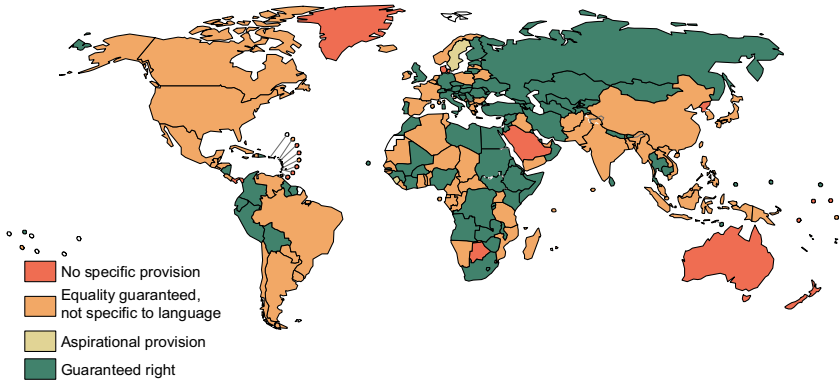 No specific provision
Equality guaranteed,
not specific to language
Aspirational provision
Guaranteed right